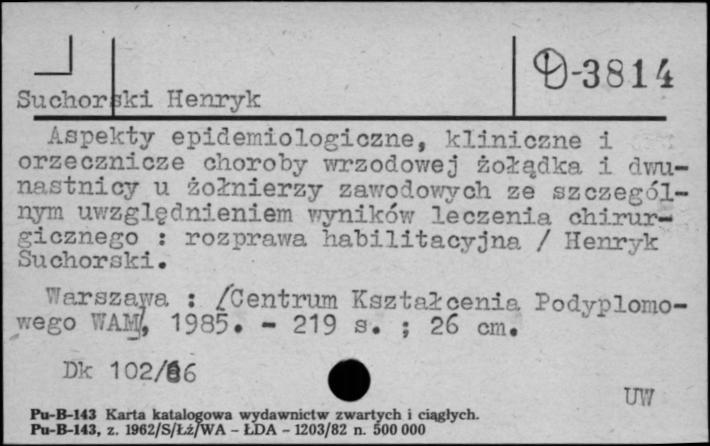 D-3814
Suchorski Henryk
Aspekty epidemiologiczne, kliniczne i
orzecznicze choroby wrzodowej żołądka i dwu-
nastnicy u żołnierzy zawodowych ze szczegól-
nym uwzględnieniem wyników leczenia chirur-
gicznego : rozprawa habilitacyjna / Henryk
Suchorski.
Warszawa : /Centrum Kształcenia Podyplomo-
wego WAM/, 1985. - 219 s. ; 26 cm.
Dk 102/86
UW
Pu-B-143 Karta katalogowa wydawnictw zwartych i ciągłych.
Pu-B-143, z. 1962/S/Łż/WA - ŁDA - 1203/82 n. 500 000